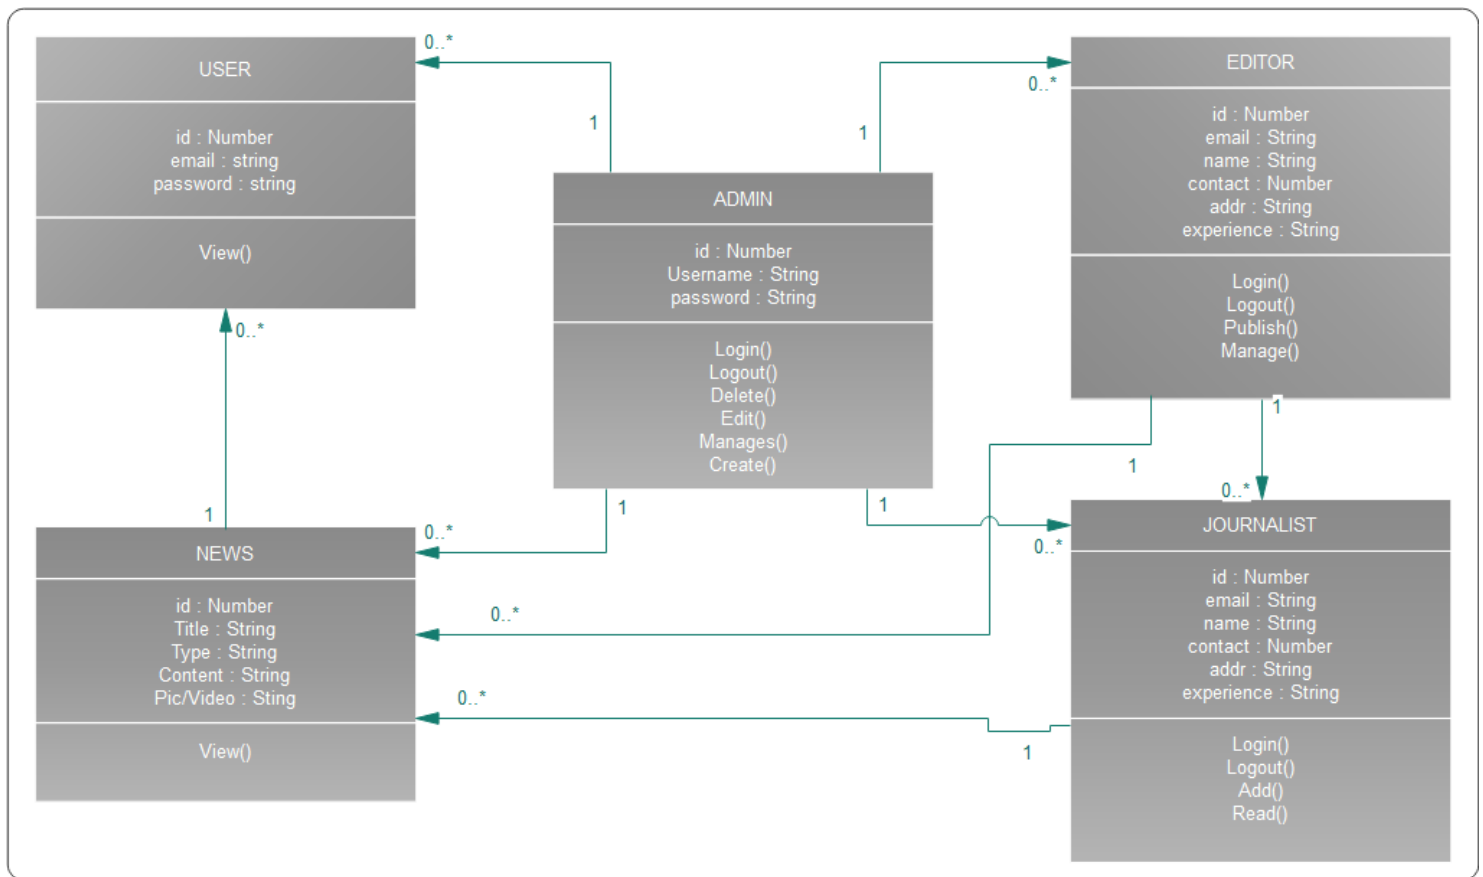 USER
id : Number
email : string
password : string
View()
0..*
1
0..*
1
ADMIN
id : Number
Username : String
password : String
Login()
Logout()
Delete()
Edit()
Manages()
Create()
1
0..*
EDITOR
id : Number
email : String
name : String
contact : Number
addr : String
experience : String
Login()
Logout()
Publish()
Manage()
1
1
0..*
1
NEWS
id : Number
Title : String
Type : String
Content : String
Pic/Video : Sting
View()
0..*
1
0..*
0..*
1
0..*
0..*
1
JOURNALIST
id : Number
email : String
name : String
contact : Number
addr : String
experience : String
Login()
Logout()
Add()
Read()